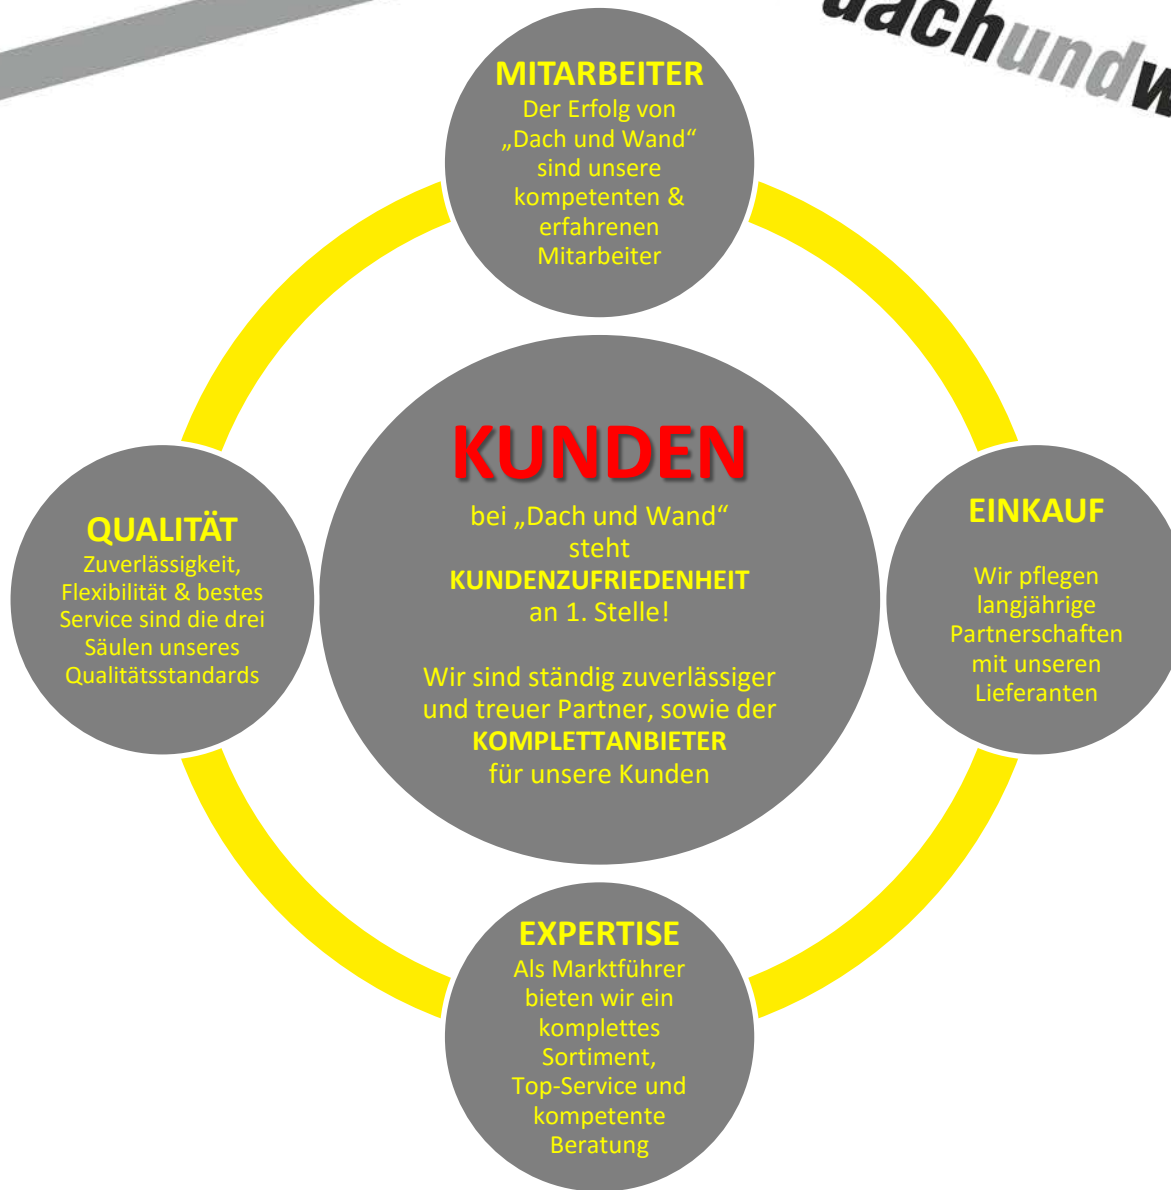 dachundw
MITARBEITER
Der Erfolg von
„Dach und Wand“
sind unsere
kompetenten &
erfahrenen
Mitarbeiter
KUNDEN
bei „Dach und Wand“
steht
KUNDENZUFRIEDENHEIT
an 1. Stelle!
Wir sind ständig zuverlässiger
und treuer Partner, sowie der
KOMPLETTANBIETER
für unsere Kunden
QUALITÄT
Zuverlässigkeit,
Flexibilität & bestes
Service sind die drei
Säulen unseres
Qualitätsstandards
EINKAUF
Wir pflegen
langjährige
Partnerschaften
mit unseren
Lieferanten
EXPERTISE
Als Marktführer
bieten wir ein
komplettes
Sortiment,
Top-Service und
kompetente
Beratung